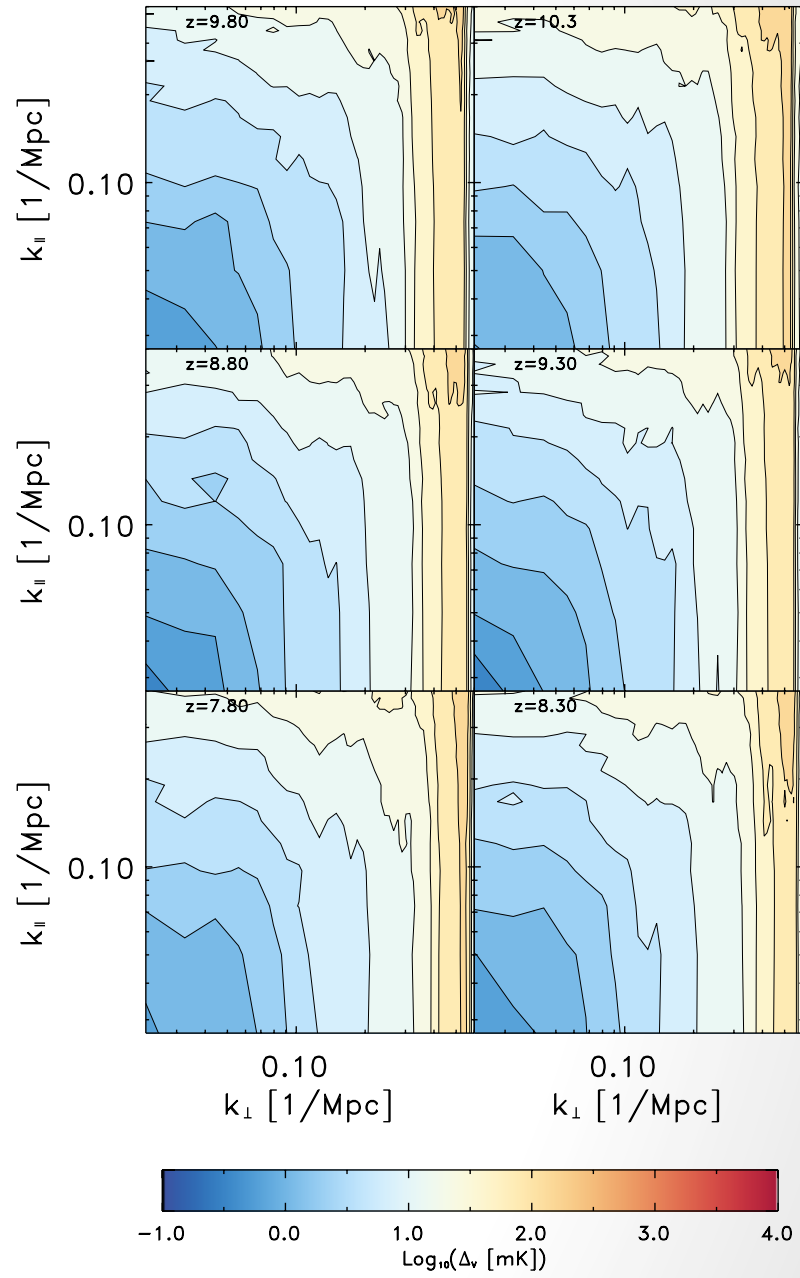 z=9.80
z=10.3
k∥ [1/Mpc]
0.10
z=8.80
z=9.30
k∥ [1/Mpc]
0.10
z=7.80
z=8.30
k∥ [1/Mpc]
0.10
0.10
0.10
k⊥ [1/Mpc]
k⊥ [1/Mpc]
-1.0 0.0 1.0 2.0 3.0 4.0
Log₁₀(Δᵥ [mK])